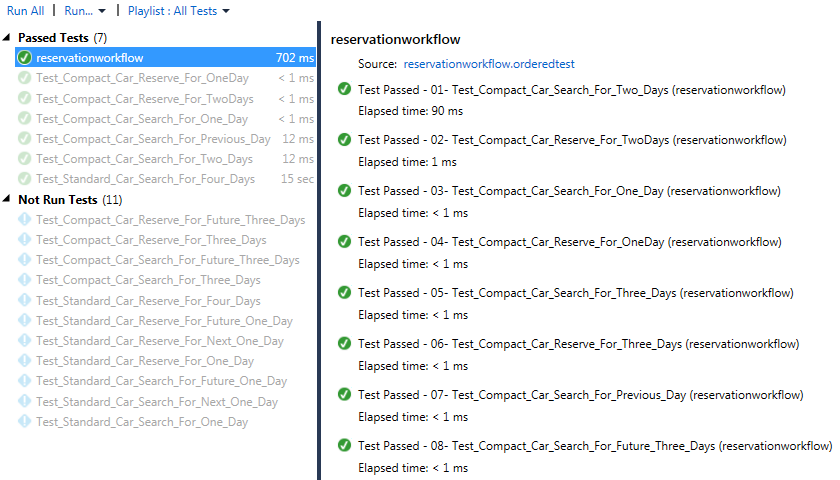 Run All | Run... | Playlist : All Tests
Passed Tests (7)
reservationworkflow 702 ms
Test_Compact_Car_Reserve_For_OneDay < 1 ms
Test_Compact_Car_Reserve_For_TwoDays < 1 ms
Test_Compact_Car_Search_For_One_Day < 1 ms
Test_Compact_Car_Search_For_Previous_Day 12 ms
Test_Compact_Car_Search_For_Two_Days 12 ms
Test_Standard_Car_Search_For_Four_Days 15 sec
Not Run Tests (11)
Test_Compact_Car_Reserve_For_Future_Three_Days
Test_Compact_Car_Reserve_For_Three_Days
Test_Compact_Car_Search_For_Future_Three_Days
Test_Compact_Car_Search_For_Three_Days
Test_Standard_Car_Reserve_For_Four_Days
Test_Standard_Car_Reserve_For_Future_One_Day
Test_Standard_Car_Reserve_For_Next_One_Day
Test_Standard_Car_Reserve_For_One_Day
Test_Standard_Car_Search_For_Future_One_Day
Test_Standard_Car_Search_For_Next_One_Day
Test_Standard_Car_Search_For_One_Day
reservationworkflow
Source: reservationworkflow.orderedtest
Test Passed - 01- Test_Compact_Car_Search_For_Two_Days (reservationworkflow)
Elapsed time: 90 ms
Test Passed - 02- Test_Compact_Car_Reserve_For_TwoDays (reservationworkflow)
Elapsed time: 1 ms
Test Passed - 03- Test_Compact_Car_Search_For_One_Day (reservationworkflow)
Elapsed time: < 1 ms
Test Passed - 04- Test_Compact_Car_Reserve_For_OneDay (reservationworkflow)
Elapsed time: < 1 ms
Test Passed - 05- Test_Compact_Car_Search_For_Three_Days (reservationworkflow)
Elapsed time: < 1 ms
Test Passed - 06- Test_Compact_Car_Reserve_For_Three_Days (reservationworkflow)
Elapsed time: < 1 ms
Test Passed - 07- Test_Compact_Car_Search_For_Previous_Day (reservationworkflow)
Elapsed time: < 1 ms
Test Passed - 08- Test_Compact_Car_Search_For_Future_Three_Days (reservationworkflow)
Elapsed time: < 1 ms